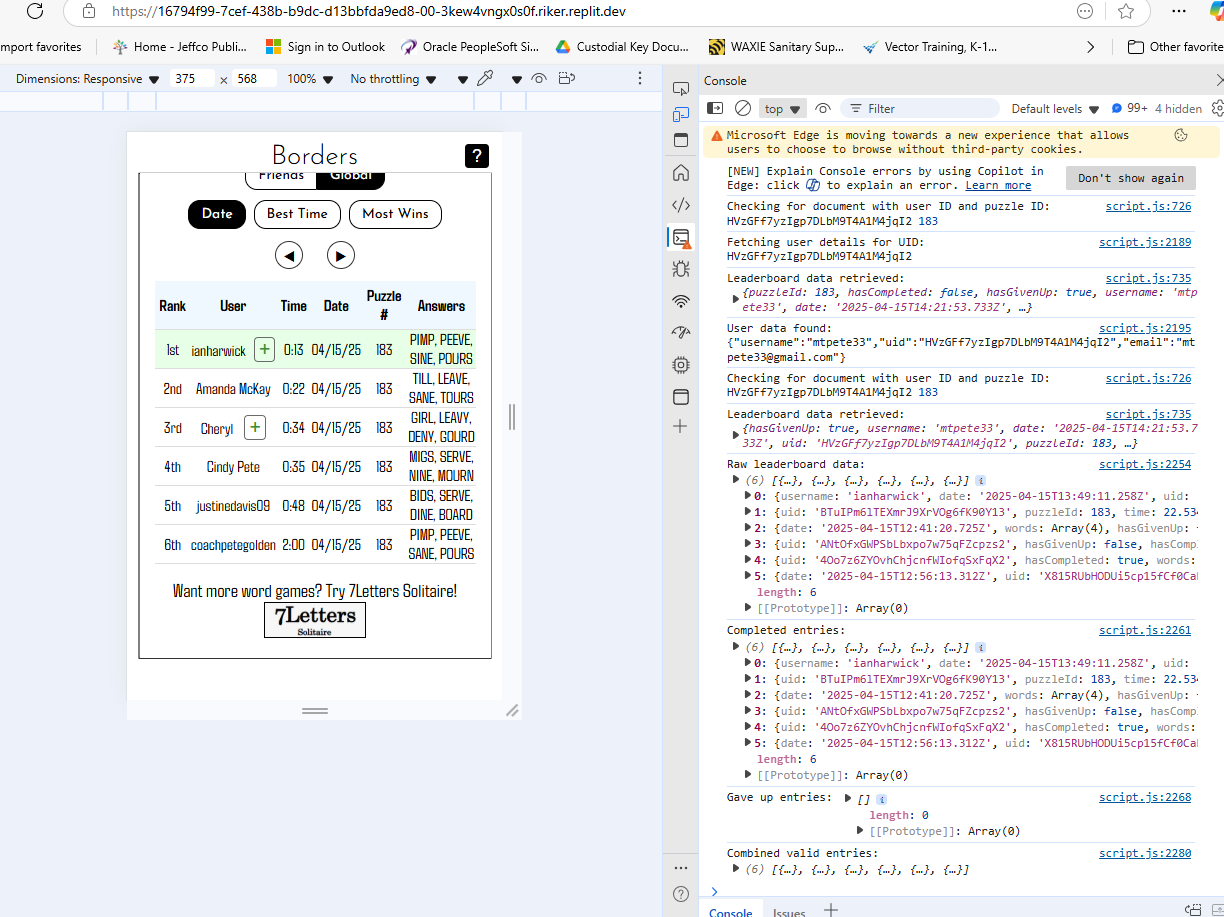 https://16794f99-7cef-438b-b9dc-d13bbfda9ed8-00-3kew4vngx0s0f.riker.replit.dev
mport favorites
Home - Jeffco Publi...
Sign in to Outlook
Oracle PeopleSoft Si...
Custodial Key Docu...
WAXIE Sanitary Sup...
Vector Training, K-1...
Other favorite
Dimensions: Responsive ▼ 375 × 568 100% ▼ No throttling ▼
Borders
?
Friends Global
Date Best Time Most Wins
◀ ▶
Rank User Time Date Puzzle # Answers
1st ianharwick + 0:13 04/15/25 183 PIMP, PEEVE,
SINE, POURS
2nd Amanda McKay 0:22 04/15/25 183 TILL, LEAVE,
SANE, TOURS
3rd Cheryl + 0:34 04/15/25 183 GIRL, LEAVY,
DENY, GOURD
4th Cindy Pete 0:35 04/15/25 183 MIGS, SERVE,
NINE, MOURN
5th justinedavis09 0:48 04/15/25 183 BIDS, SERVE,
DINE, BOARD
6th coachpetegolden 2:00 04/15/25 183 PIMP, PEEVE,
SANE, POURS
Want more word games? Try 7Letters Solitaire!
7Letters
Solitaire
Console
top ▼ Filter Default levels ▼ 99+ 4 hidden
Microsoft Edge is moving towards a new experience that allows
users to choose to browse without third-party cookies.
[NEW] Explain Console errors by using Copilot in
Edge: click to explain an error. Learn more
Don't show again
Checking for document with user ID and puzzle ID: script.js:726
HVzGFf7yzIgp7DLbM9T4A1M4jqI2 183
Fetching user details for UID: script.js:2189
HVzGFf7yzIgp7DLbM9T4A1M4jqI2
Leaderboard data retrieved: script.js:735
{puzzleId: 183, hasCompleted: false, hasGivenUp: true, username: 'mtp
ete33', date: '2025-04-15T14:21:53.733Z', …}
User data found: script.js:2195
{"username":"mtpete33","uid":"HVzGFf7yzIgp7DLbM9T4A1M4jqI2","email":"mt
pete33@gmail.com"}
Checking for document with user ID and puzzle ID: script.js:726
HVzGFf7yzIgp7DLbM9T4A1M4jqI2 183
Leaderboard data retrieved: script.js:735
{hasGivenUp: true, username: 'mtpete33', date: '2025-04-15T14:21:53.7
33Z', uid: 'HVzGFf7yzIgp7DLbM9T4A1M4jqI2', puzzleId: 183, …}
Raw leaderboard data: script.js:2254
(6) [{…}, {…}, {…}, {…}, {…}, {…}] i
0: {username: 'ianharwick', date: '2025-04-15T13:49:11.258Z', uid:
1: {uid: 'BTuIPm6lTEXmrJ9XrVOg6fK90Y13', puzzleId: 183, time: 22.534
2: {date: '2025-04-15T12:41:20.725Z', words: Array(4), hasGivenUp:
3: {uid: 'ANtOfxGWPSbLbxpo7w75qFZcpzs2', hasGivenUp: false, hasComp
4: {uid: '4Oo7z6ZYOvhChjcnfWIofqSxFqX2', hasCompleted: true, words:
5: {date: '2025-04-15T12:56:13.312Z', uid: 'X815RUbHODUi5cp15fCf0Ca
length: 6
[[Prototype]]: Array(0)
Completed entries: script.js:2261
(6) [{…}, {…}, {…}, {…}, {…}, {…}] i
0: {username: 'ianharwick', date: '2025-04-15T13:49:11.258Z', uid:
1: {uid: 'BTuIPm6lTEXmrJ9XrVOg6fK90Y13', puzzleId: 183, time: 22.534
2: {date: '2025-04-15T12:41:20.725Z', words: Array(4), hasGivenUp:
3: {uid: 'ANtOfxGWPSbLbxpo7w75qFZcpzs2', hasGivenUp: false, hasComp
4: {uid: '4Oo7z6ZYOvhChjcnfWIofqSxFqX2', hasCompleted: true, words:
5: {date: '2025-04-15T12:56:13.312Z', uid: 'X815RUbHODUi5cp15fCf0Ca
length: 6
[[Prototype]]: Array(0)
Gave up entries: [] i script.js:2268
length: 0
[[Prototype]]: Array(0)
Combined valid entries: script.js:2280
(6) [{…}, {…}, {…}, {…}, {…}, {…}]
Console Issues